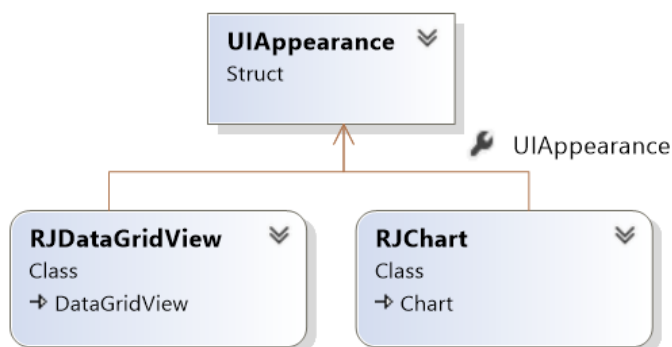 UIAppearance
Struct
UIAppearance
RJDataGridView
Class
DataGridView
RJChart
Class
Chart